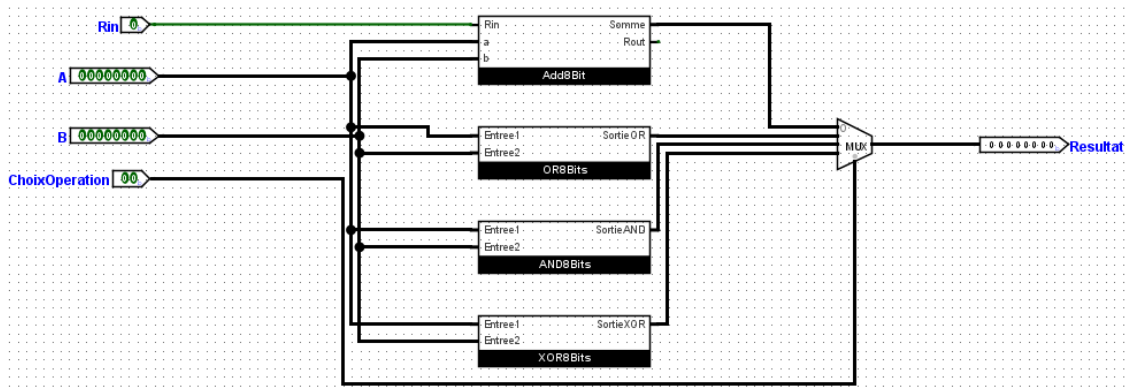 Rin 0
A 00000000
B 00000000
ChoixOperation 00
Rin Somme
a Rout
b
Add8Bit
Entree1 SortieOR
Entree2
OR8Bits
Entree1 SortieAND
Entree2
AND8Bits
Entree1 SortieXOR
Entree2
XOR8Bits
0
MUX
00000000 Resultat